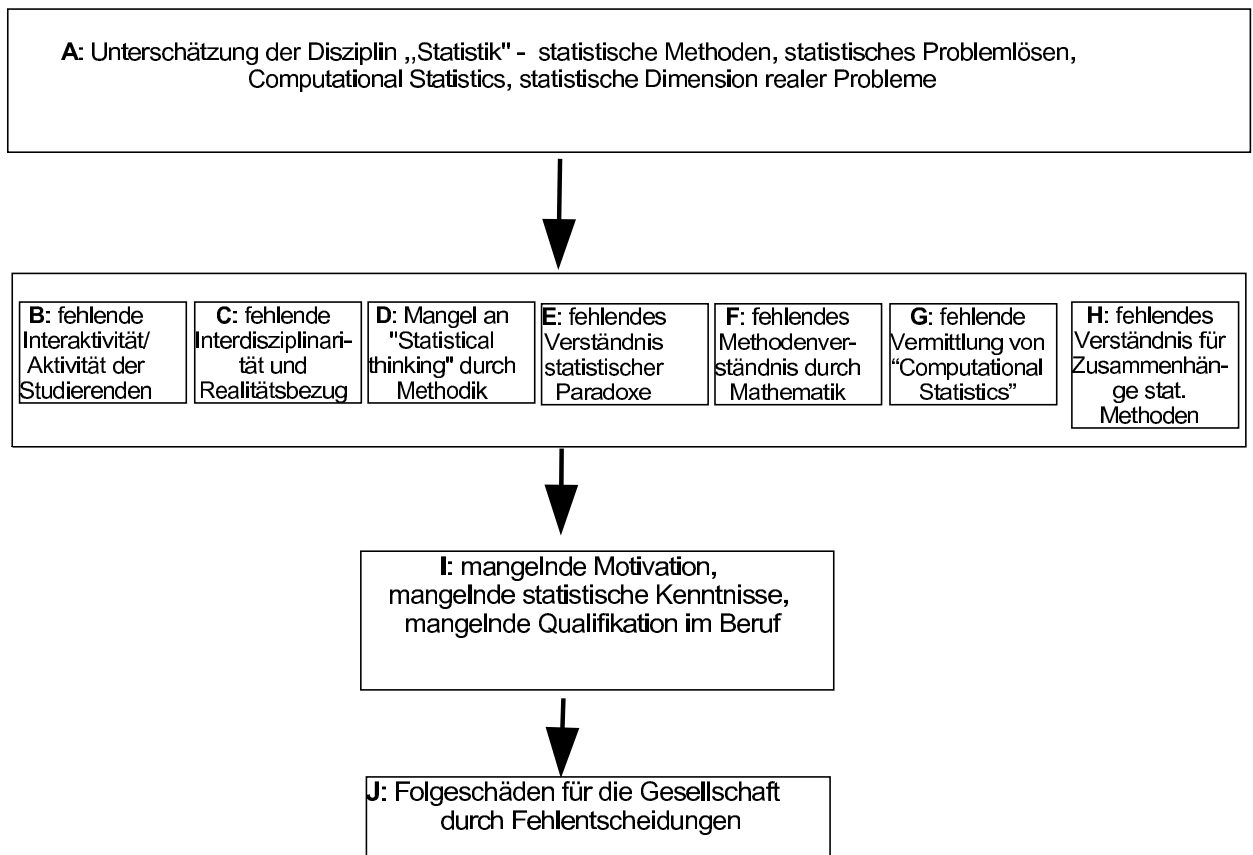 A: Unterschätzung der Disziplin ,,Statistik" - statistische Methoden, statistisches Problemlösen,
Computational Statistics, statistische Dimension realer Probleme
B: fehlende
Interaktivität/
Aktivität der
Studierenden
C: fehlende
Interdisziplinari-
tät und
Realitätsbezug
D: Mangel an
"Statistical
thinking" durch
Methodik
E: fehlendes
Verständnis
statistischer
Paradoxe
F: fehlendes
Methodenver-
ständnis durch
Mathematik
G: fehlende
Vermittlung von
“Computational
Statistics”
H: fehlendes
Verständnis für
Zusammenhän-
ge stat.
Methoden
I: mangelnde Motivation,
mangelnde statistische Kenntnisse,
mangelnde Qualifikation im Beruf
J: Folgeschäden für die Gesellschaft
durch Fehlentscheidungen